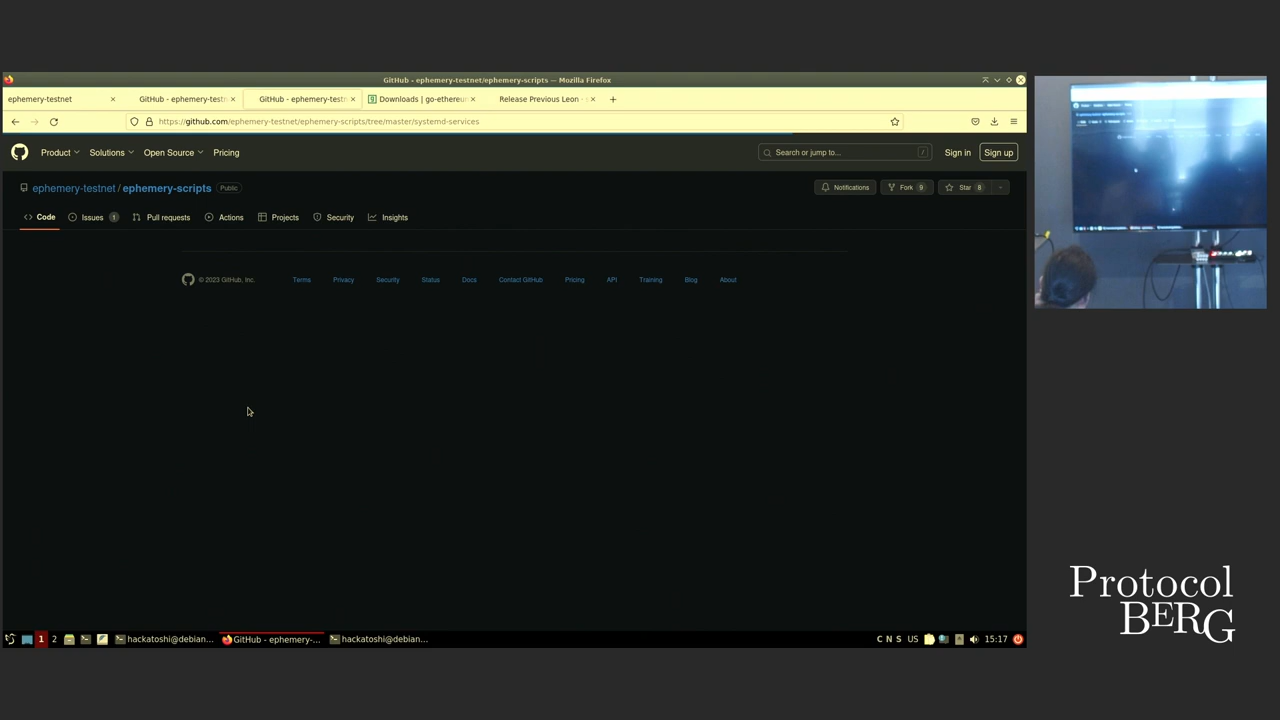 GitHub - ephemery-testnet/ephemery-scripts — Mozilla Firefox
ephemery-testnet
GitHub - ephemery-testn
GitHub - ephemery-testn
Downloads | go-ethereu
Release Previous Leon -
https://github.com/ephemery-testnet/ephemery-scripts/tree/master/systemd-services
Product
Solutions
Open Source
Pricing
Search or jump to...
/
Sign in
Sign up
ephemery-testnet / ephemery-scripts
Public
Notifications
Fork 9
Star 8
Code
Issues 1
Pull requests
Actions
Projects
Security
Insights
© 2023 GitHub, Inc.
Terms
Privacy
Security
Status
Docs
Contact GitHub
Pricing
API
Training
Blog
About
1
2
hackatoshi@debian...
GitHub - ephemery-...
hackatoshi@debian...
C N S US
15:17
Protocol
BERG